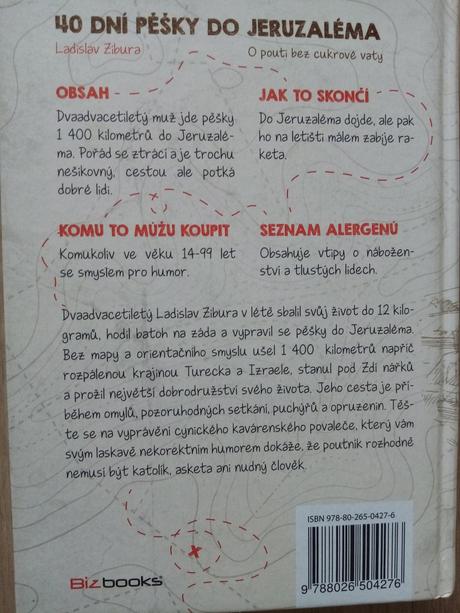 40 DNÍ PĚŠKY DO JERUZALÉMA
Ladislav Zibura
O pouti bez cukrové vaty
OBSAH
Dvaadvacetiletý muž jde pěšky
1 400 kilometrů do Jeruzalé-
ma. Pořád se ztrácí a je trochu
nešikovný, cestou ale potká
dobré lidi.
JAK TO SKONČÍ
Do Jeruzaléma dojde, ale pak
ho na letišti málem zabije ra-
keta.
KOMU TO MŮŽU KOUPIT
Komukoliv ve věku 14-99 let
se smyslem pro humor.
SEZNAM ALERGENŮ
Obsahuje vtipy o nábožen-
ství a tlustých lidech.
Dvaadvacetiletý Ladislav Zibura v létě sbalil svůj život do 12 kilo-
gramů, hodil batoh na záda a vypravil se pěšky do Jeruzaléma.
Bez mapy a orientačního smyslu ušel 1 400 kilometrů napříč
rozpálenou krajinou Turecka a Izraele, stanul pod Zdí nářků
a prožil největší dobrodružství svého života. Jeho cesta je pří-
během omylů, pozoruhodných setkání, puchýřů a opruzenin. Těš-
te se na vyprávění cynického kavárenského povaleče, který vám
svým laskavě nekorektním humorem dokáže, že poutník rozhodně
nemusí být katolík, asketa ani nudný člověk.
ISBN 978-80-265-0427-6
9 788026 504276
Bizbooks